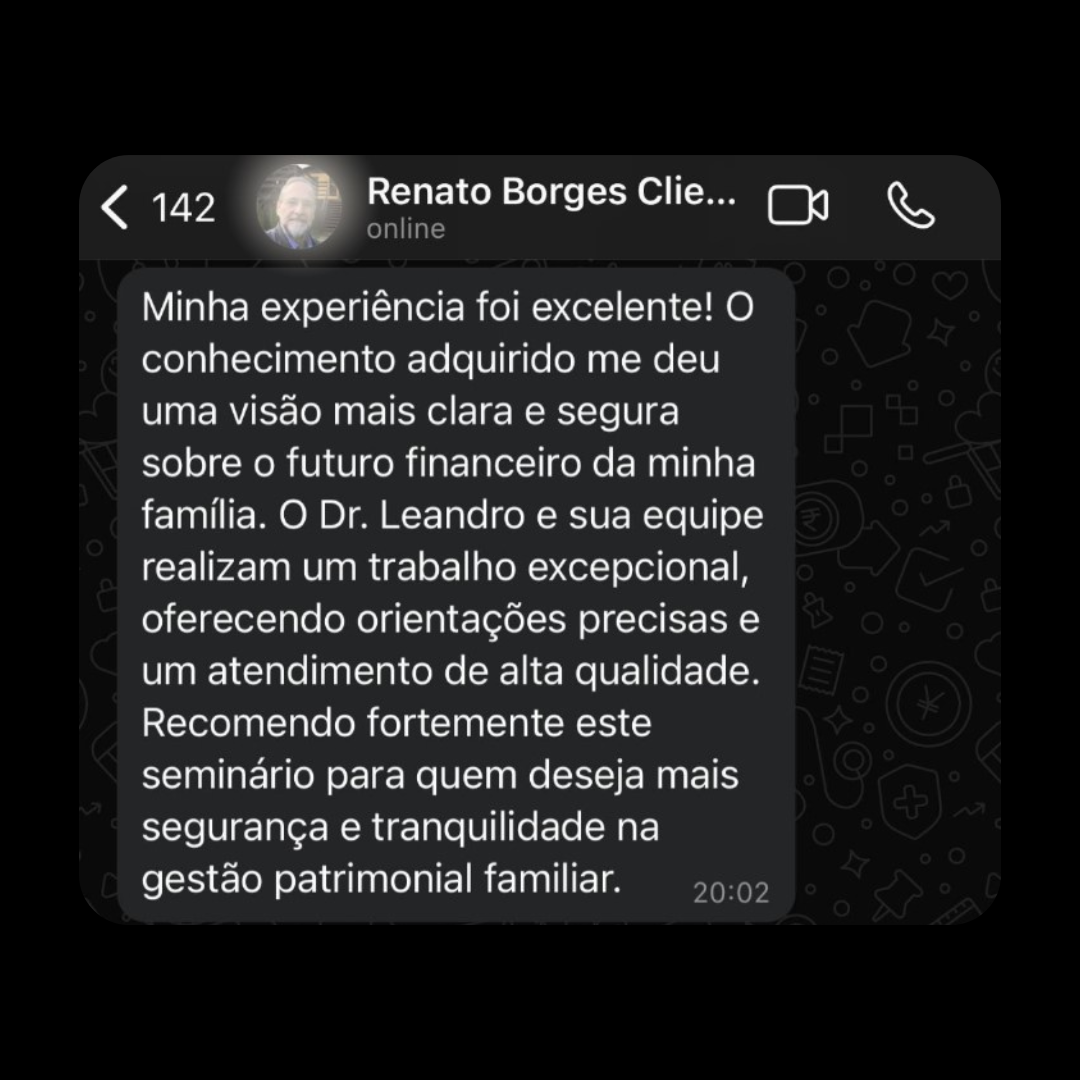 142
Renato Borges Clie...
online
Minha experiência foi excelente! O
conhecimento adquirido me deu
uma visão mais clara e segura
sobre o futuro financeiro da minha
família. O Dr. Leandro e sua equipe
realizam um trabalho excepcional,
oferecendo orientações precisas e
um atendimento de alta qualidade.
Recomendo fortemente este
seminário para quem deseja mais
segurança e tranquilidade na
gestão patrimonial familiar.
20:02